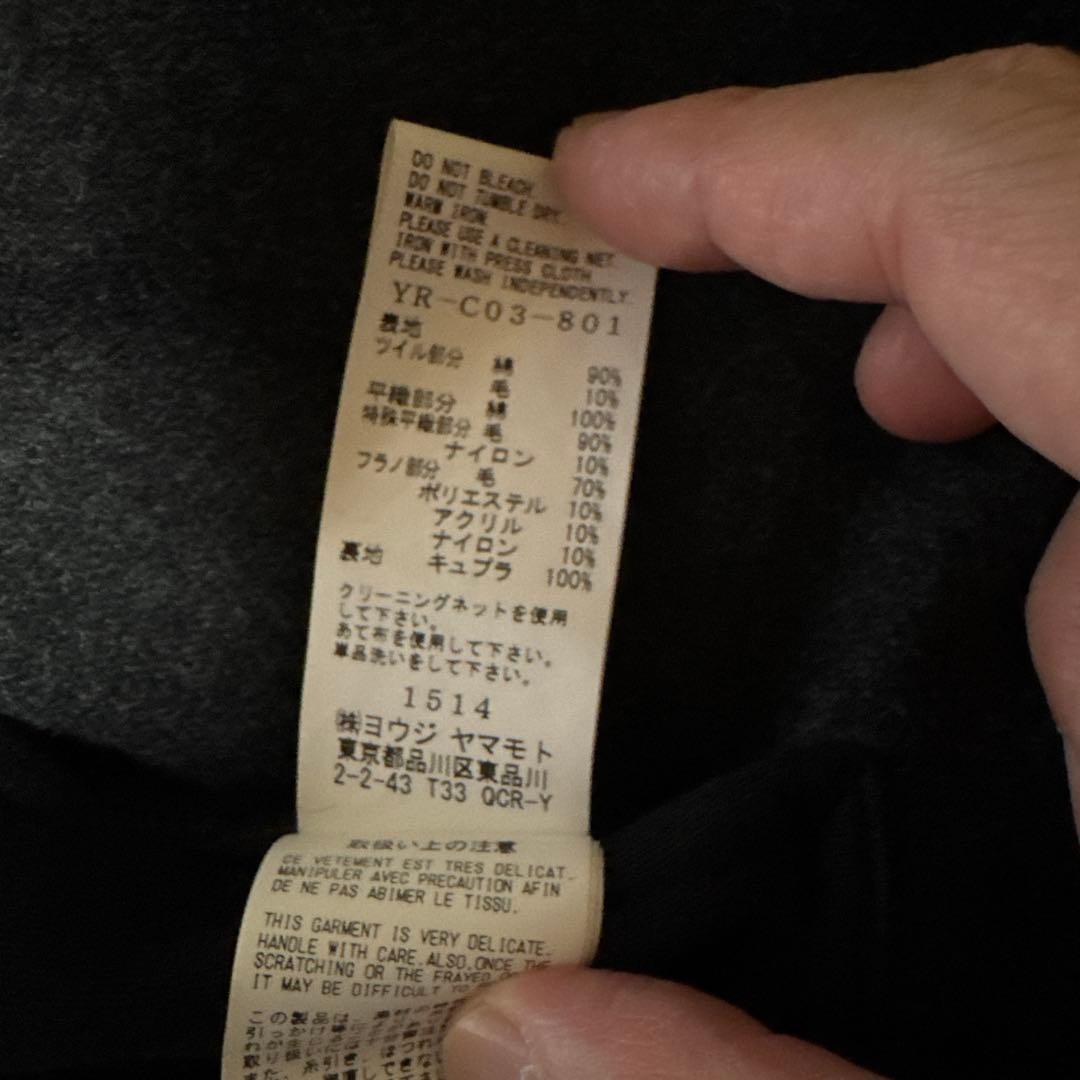 DO NOT BLEACH.
DO NOT TUMBLE DRY.
WARM IRON.
PLEASE USE A CLEANING NET.
IRON WITH PRESS CLOTH.
PLEASE WASH INDEPENDENTLY.
YR-C03-801
表地
ツイル部分 綿 90%
毛 10%
平織部分 綿 100%
特殊平織部分 毛 90%
ナイロン 10%
フラノ部分 毛 70%
ポリエステル 10%
アクリル 10%
ナイロン 10%
裏地 キュプラ 100%
クリーニングネットを使用
して下さい。
あて布を使用して下さい。
単品洗いをして下さい。
1514
㈱ヨウジ ヤマモト
東京都品川区東品川
2-2-43 T33 QCR-Y
取扱い上の注意
CE VETEMENT EST TRES DELICAT.
MANIPULER AVEC PRECAUTION AFIN
DE NE PAS ABIMER LE TISSU.
THIS GARMENT IS VERY DELICATE.
HANDLE WITH CARE.ALSO,ONCE THE
SCRATCHING OR THE FRAYED
IT MAY BE DIFFICULT TO
この製品は